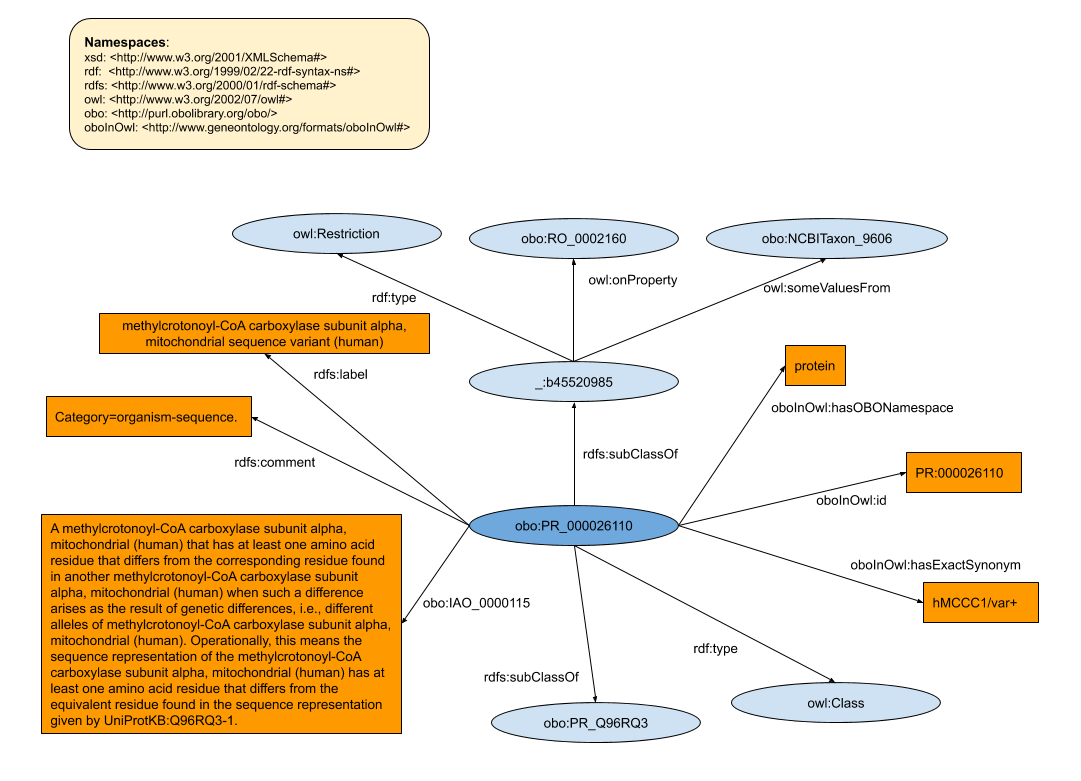 Namespaces:
xsd: <http://www.w3.org/2001/XMLSchema#>
rdf: <http://www.w3.org/1999/02/22-rdf-syntax-ns#>
rdfs: <http://www.w3.org/2000/01/rdf-schema#>
owl: <http://www.w3.org/2002/07/owl#>
obo: <http://purl.obolibrary.org/obo/>
oboInOwl: <http://www.geneontology.org/formats/oboInOwl#>
owl:Restriction
obo:RO_0002160
obo:NCBITaxon_9606
owl:onProperty
owl:someValuesFrom
rdf:type
methylcrotonoyl-CoA carboxylase subunit alpha,
mitochondrial sequence variant (human)
rdfs:label
_:b45520985
protein
oboInOwl:hasOBONamespace
Category=organism-sequence.
rdfs:comment
rdfs:subClassOf
PR:000026110
oboInOwl:id
obo:PR_000026110
A methylcrotonoyl-CoA carboxylase subunit alpha,
mitochondrial (human) that has at least one amino acid
residue that differs from the corresponding residue found
in another methylcrotonoyl-CoA carboxylase subunit
alpha, mitochondrial (human) when such a difference
arises as the result of genetic differences, i.e., different
alleles of methylcrotonoyl-CoA carboxylase subunit alpha,
mitochondrial (human). Operationally, this means the
sequence representation of the methylcrotonoyl-CoA
carboxylase subunit alpha, mitochondrial (human) has at
least one amino acid residue that differs from the
equivalent residue found in the sequence representation
given by UniProtKB:Q96RQ3-1.
oboInOwl:hasExactSynonym
hMCCC1/var+
obo:IAO_0000115
rdf:type
rdfs:subClassOf
owl:Class
obo:PR_Q96RQ3